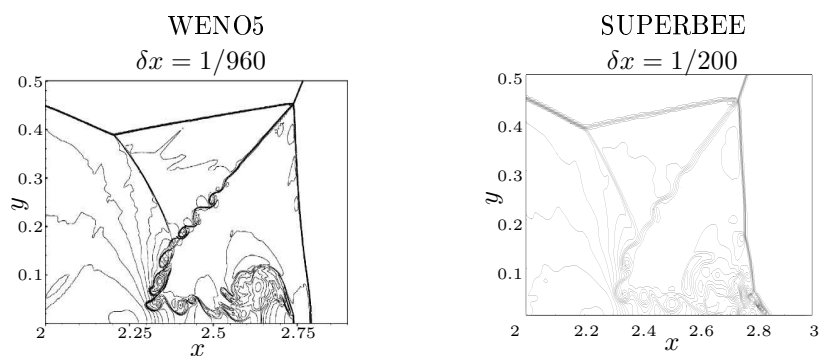 WENO5
δx = 1/960
0.5
0.4
0.3
0.2
0.1
y
2 2.25 2.5 2.75
x
SUPERBEE
δx = 1/200
0.5
0.4
0.3
0.2
0.1
y
2 2.2 2.4 2.6 2.8 3
x